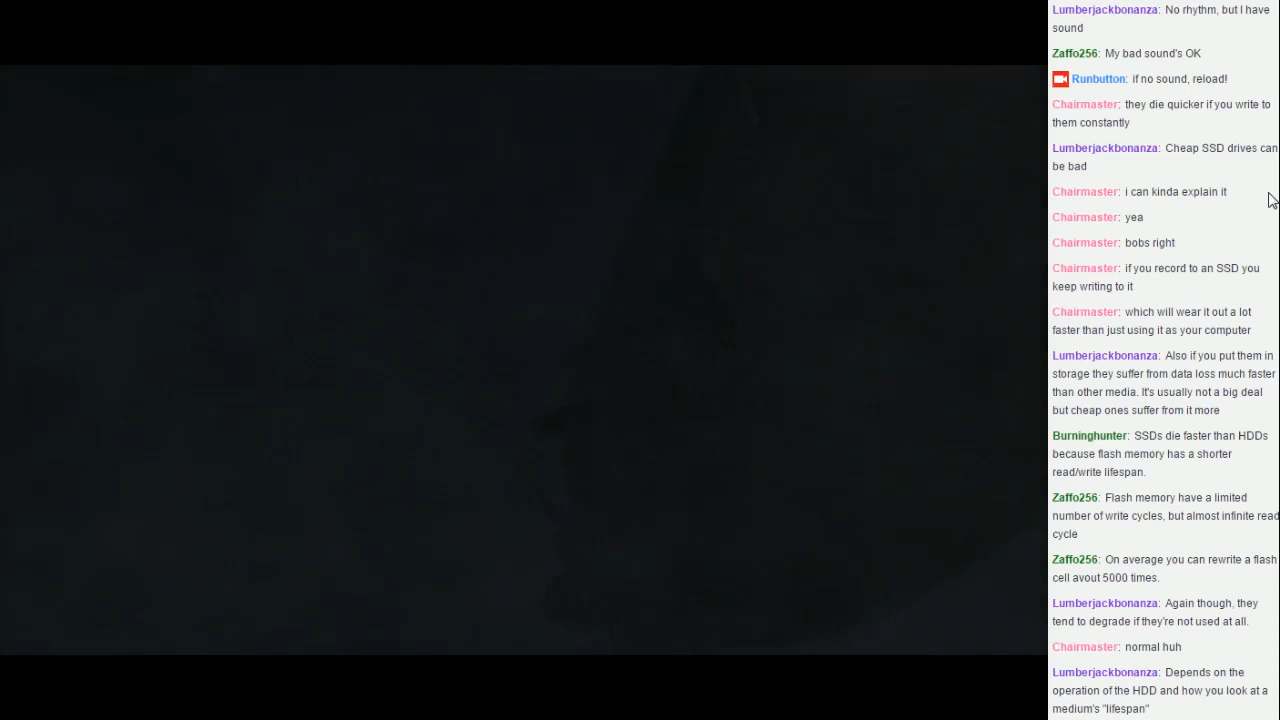 Lumberjackbonanza: No rhythm, but I have
sound
Zaffo256: My bad sound's OK
Runbutton: if no sound, reload!
Chairmaster: they die quicker if you write to
them constantly
Lumberjackbonanza: Cheap SSD drives can
be bad
Chairmaster: i can kinda explain it
Chairmaster: yea
Chairmaster: bobs right
Chairmaster: if you record to an SSD you
keep writing to it
Chairmaster: which will wear it out a lot
faster than just using it as your computer
Lumberjackbonanza: Also if you put them in
storage they suffer from data loss much faster
than other media. It's usually not a big deal
but cheap ones suffer from it more
Burninghunter: SSDs die faster than HDDs
because flash memory has a shorter
read/write lifespan.
Zaffo256: Flash memory have a limited
number of write cycles, but almost infinite read
cycle
Zaffo256: On average you can rewrite a flash
cell avout 5000 times.
Lumberjackbonanza: Again though, they
tend to degrade if they're not used at all.
Chairmaster: normal huh
Lumberjackbonanza: Depends on the
operation of the HDD and how you look at a
medium's "lifespan"